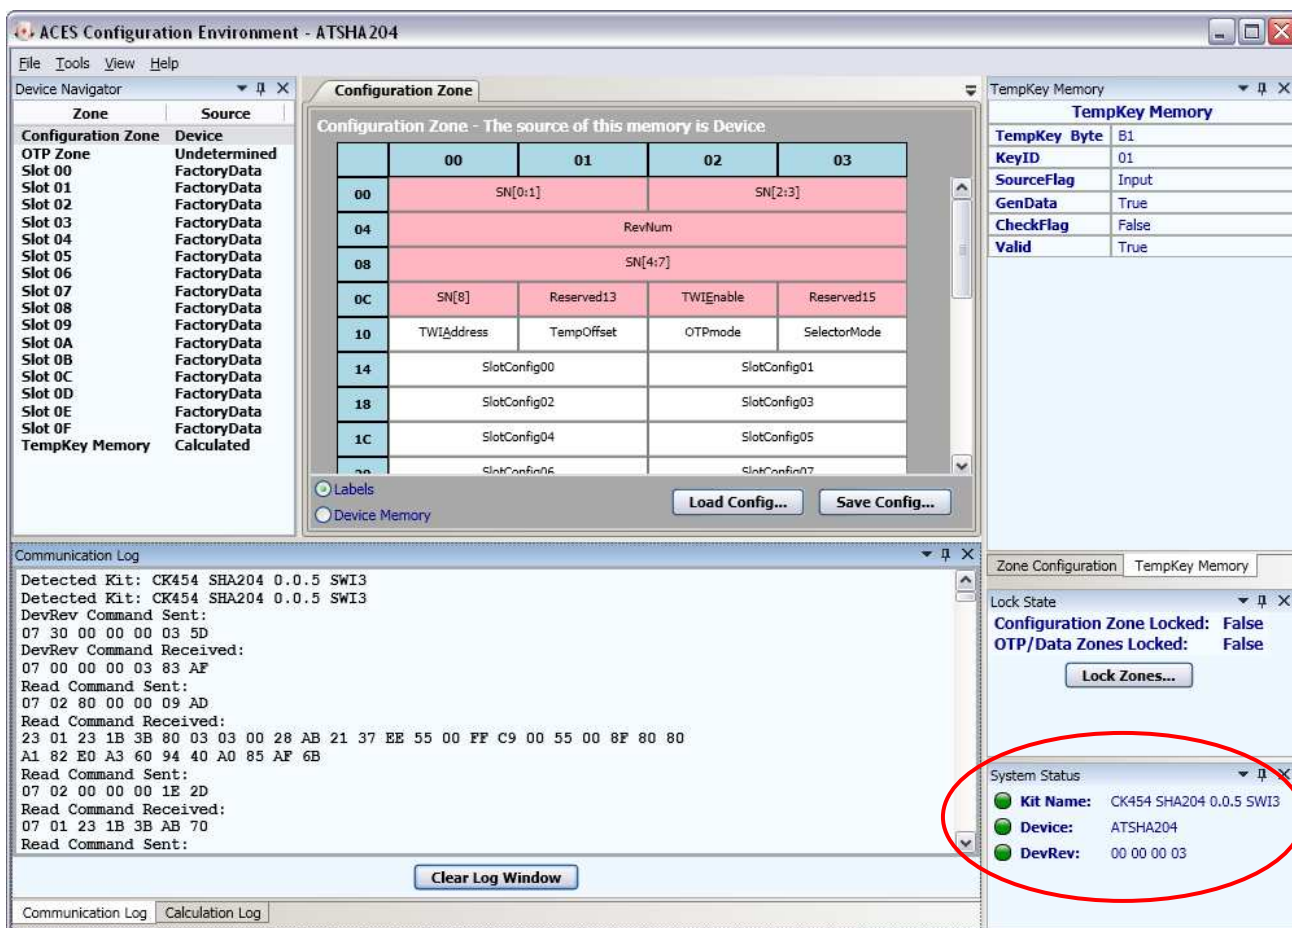 ACES Configuration Environment - ATSHA204
File Tools View Help
Device Navigator
Zone Source
Configuration Zone Device
OTP Zone Undetermined
Slot 00 FactoryData
Slot 01 FactoryData
Slot 02 FactoryData
Slot 03 FactoryData
Slot 04 FactoryData
Slot 05 FactoryData
Slot 06 FactoryData
Slot 07 FactoryData
Slot 08 FactoryData
Slot 09 FactoryData
Slot 0A FactoryData
Slot 0B FactoryData
Slot 0C FactoryData
Slot 0D FactoryData
Slot 0E FactoryData
Slot 0F FactoryData
TempKey Memory Calculated
Configuration Zone
Configuration Zone - The source of this memory is Device
00 01 02 03
00 SN[0:1] SN[2:3]
04 RevNum
08 SN[4:7]
0C SN[8] Reserved13 TWIEnable Reserved15
10 TWIAddress TempOffset OTPmode SelectorMode
14 SlotConfig00 SlotConfig01
18 SlotConfig02 SlotConfig03
1C SlotConfig04 SlotConfig05
20 SlotConfig06 SlotConfig07
Labels
Device Memory
Load Config... Save Config...
TempKey Memory
TempKey Memory
TempKey Byte B1
KeyID 01
SourceFlag Input
GenData True
CheckFlag False
Valid True
Zone Configuration TempKey Memory
Communication Log
Detected Kit: CK454 SHA204 0.0.5 SWI3
Detected Kit: CK454 SHA204 0.0.5 SWI3
DevRev Command Sent:
07 30 00 00 00 03 5D
DevRev Command Received:
07 00 00 00 03 83 AF
Read Command Sent:
07 02 80 00 00 09 AD
Read Command Received:
23 01 23 1B 3B 80 03 03 00 28 AB 21 37 EE 55 00 FF C9 00 55 00 8F 80 80
A1 82 E0 A3 60 94 40 A0 85 AF 6B
Read Command Sent:
07 02 00 00 00 1E 2D
Read Command Received:
07 01 23 1B 3B AB 70
Read Command Sent:
Clear Log Window
Communication Log Calculation Log
Lock State
Configuration Zone Locked: False
OTP/Data Zones Locked: False
Lock Zones...
System Status
Kit Name: CK454 SHA204 0.0.5 SWI3
Device: ATSHA204
DevRev: 00 00 00 03